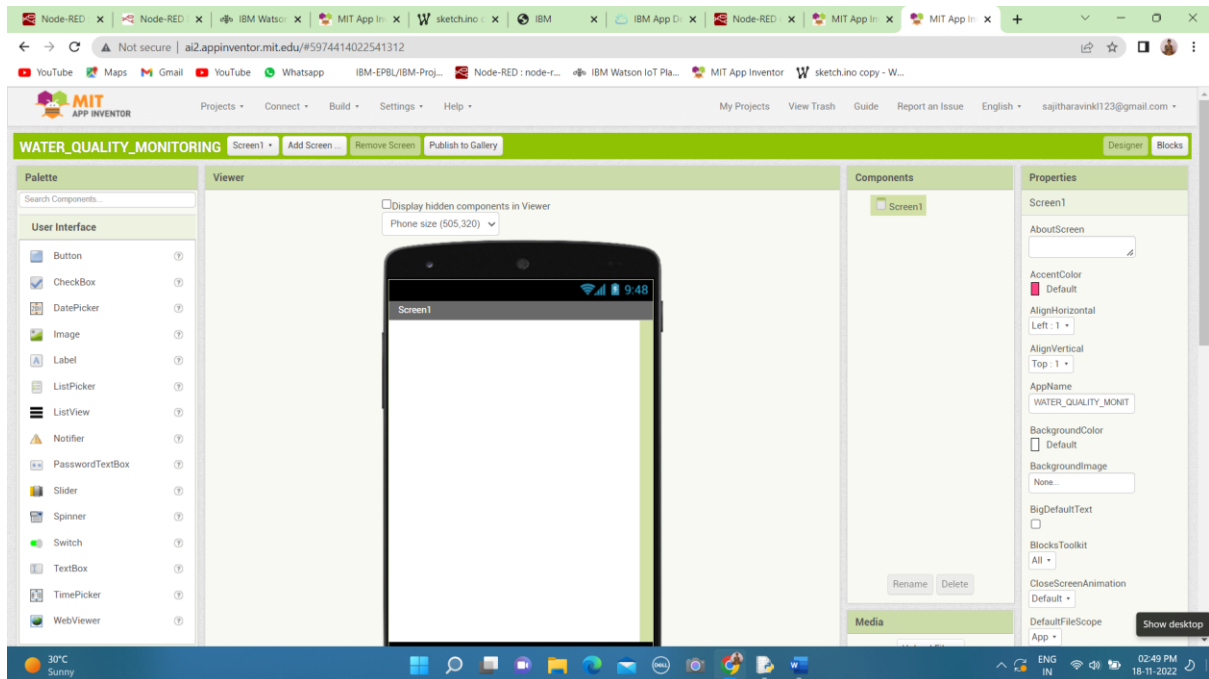 Node-RED : x Node-RED : x IBM Watson x MIT App In x sketch.ino c x IBM x IBM App De x Node-RED x MIT App In x MIT App In x +
Not secure | ai2.appinventor.mit.edu/#5974414022541312
YouTube Maps Gmail YouTube Whatsapp IBM-EPBL/IBM-Proj... Node-RED : node-r... IBM Watson IoT Pla... MIT App Inventor sketch.ino copy - W...
MIT
APP INVENTOR
Projects Connect Build Settings Help My Projects View Trash Guide Report an Issue English sajitharavinkl123@gmail.com
WATER_QUALITY_MONITORING Screen1 Add Screen ... Remove Screen Publish to Gallery Designer Blocks
Palette Viewer Components Properties
Search Components...
User Interface
Button
CheckBox
DatePicker
Image
Label
ListPicker
ListView
Notifier
PasswordTextBox
Slider
Spinner
Switch
TextBox
TimePicker
WebViewer
Display hidden components in Viewer
Phone size (505,320)
9:48
Screen1
Screen1
Rename Delete
Media
Screen1
AboutScreen
AccentColor
Default
AlignHorizontal
Left : 1
AlignVertical
Top : 1
AppName
WATER_QUALITY_MONIT
BackgroundColor
Default
BackgroundImage
None...
BigDefaultText
BlocksToolkit
All
CloseScreenAnimation
Default
DefaultFileScope
App
Show desktop
30°C
Sunny
ENG
IN
02:49 PM
18-11-2022